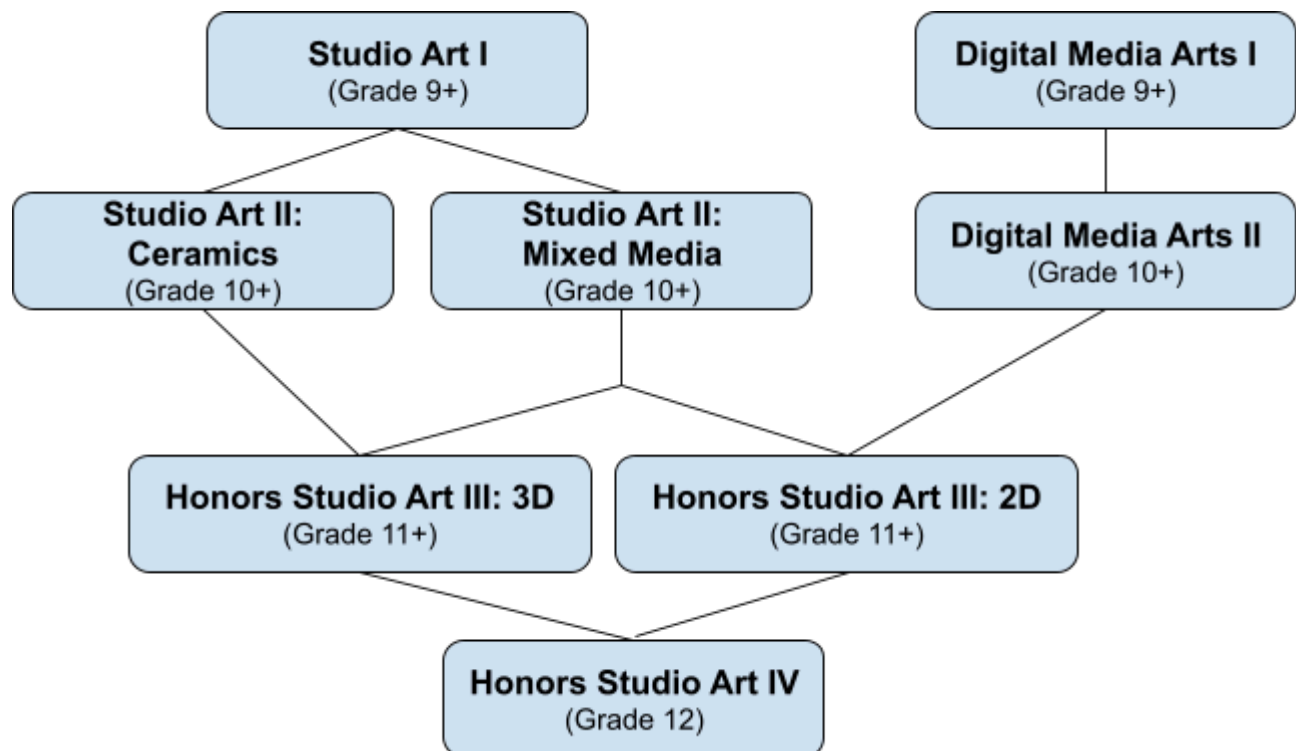 Studio Art I
(Grade 9+)
Digital Media Arts I
(Grade 9+)
Studio Art II:
Ceramics
(Grade 10+)
Studio Art II:
Mixed Media
(Grade 10+)
Digital Media Arts II
(Grade 10+)
Honors Studio Art III: 3D
(Grade 11+)
Honors Studio Art III: 2D
(Grade 11+)
Honors Studio Art IV
(Grade 12)